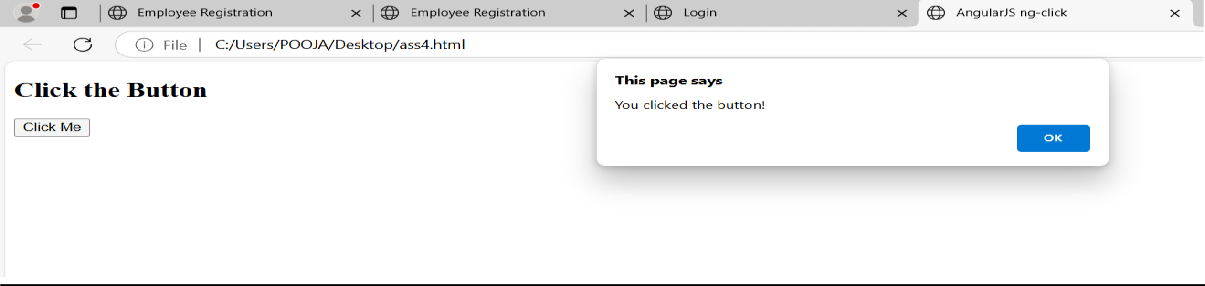 Employee Registration
Employee Registration
Login
AngularJS ng-click
File | C:/Users/POOJA/Desktop/ass4.html
Click the Button
Click Me
This page says
You clicked the button!
OK